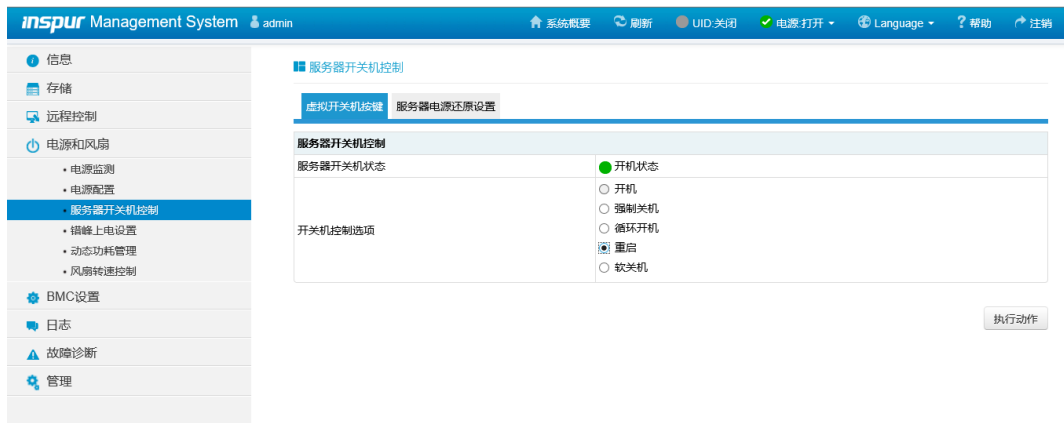 inspur Management System admin 系统概要 刷新 UID:关闭 电源:打开 Language ? 帮助 注销
信息
存储
远程控制
电源和风扇
• 电源监测
• 电源配置
• 服务器开关机控制
• 错峰上电设置
• 动态功耗管理
• 风扇转速控制
BMC设置
日志
故障诊断
管理
服务器开关机控制
虚拟开关机按键 服务器电源还原设置
服务器开关机控制
服务器开关机状态 开机状态
开关机控制选项
开机
强制关机
循环开机
重启
软关机
执行动作